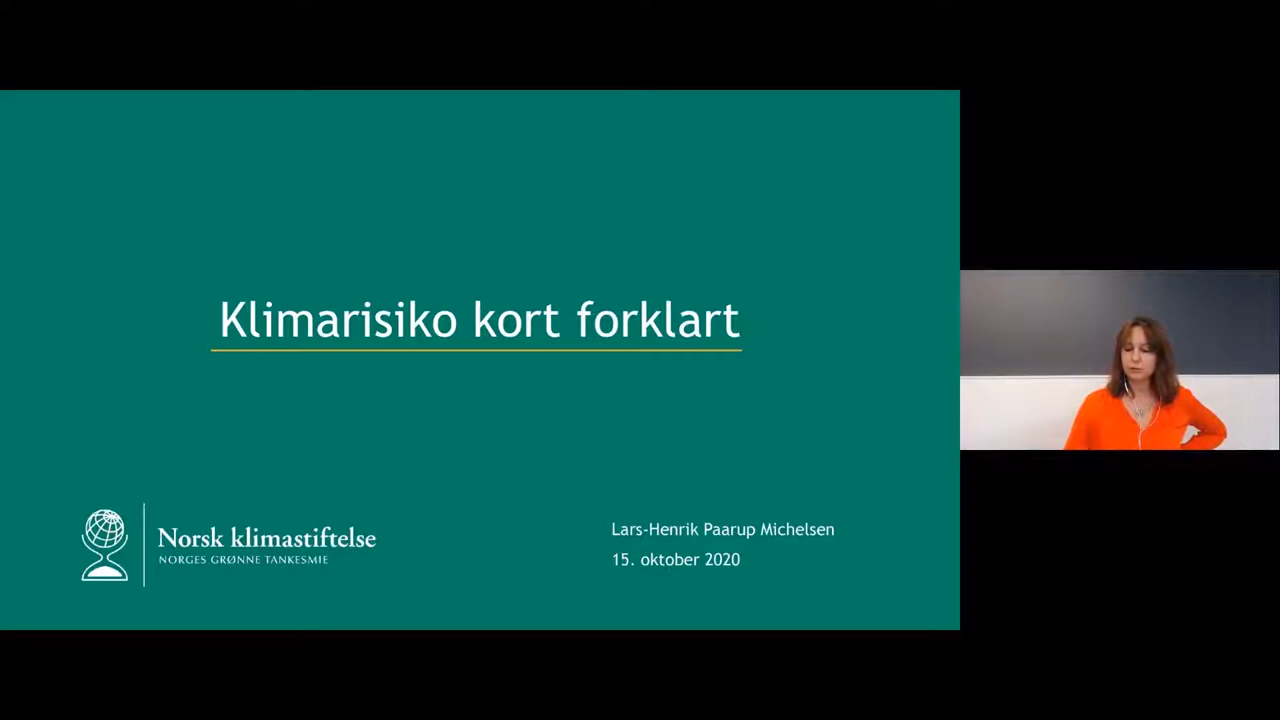 Klimarisiko kort forklart
Norsk klimastiftelse
NORGES GRØNNE TANKESMIE
Lars-Henrik Paarup Michelsen
15. oktober 2020